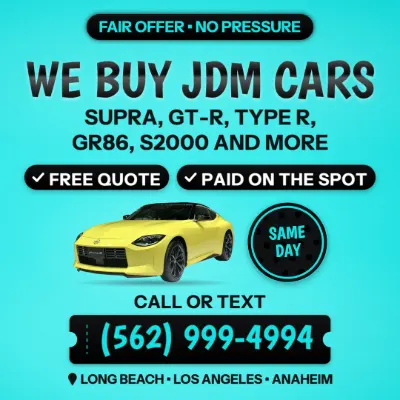 FAIR OFFER • NO PRESSURE
WE BUY JDM CARS
SUPRA, GT-R, TYPE R,
GR86, S2000 AND MORE
FREE QUOTE
PAID ON THE SPOT
SAME
DAY
CALL OR TEXT
(562) 999-4994
LONG BEACH • LOS ANGELES • ANAHEIM